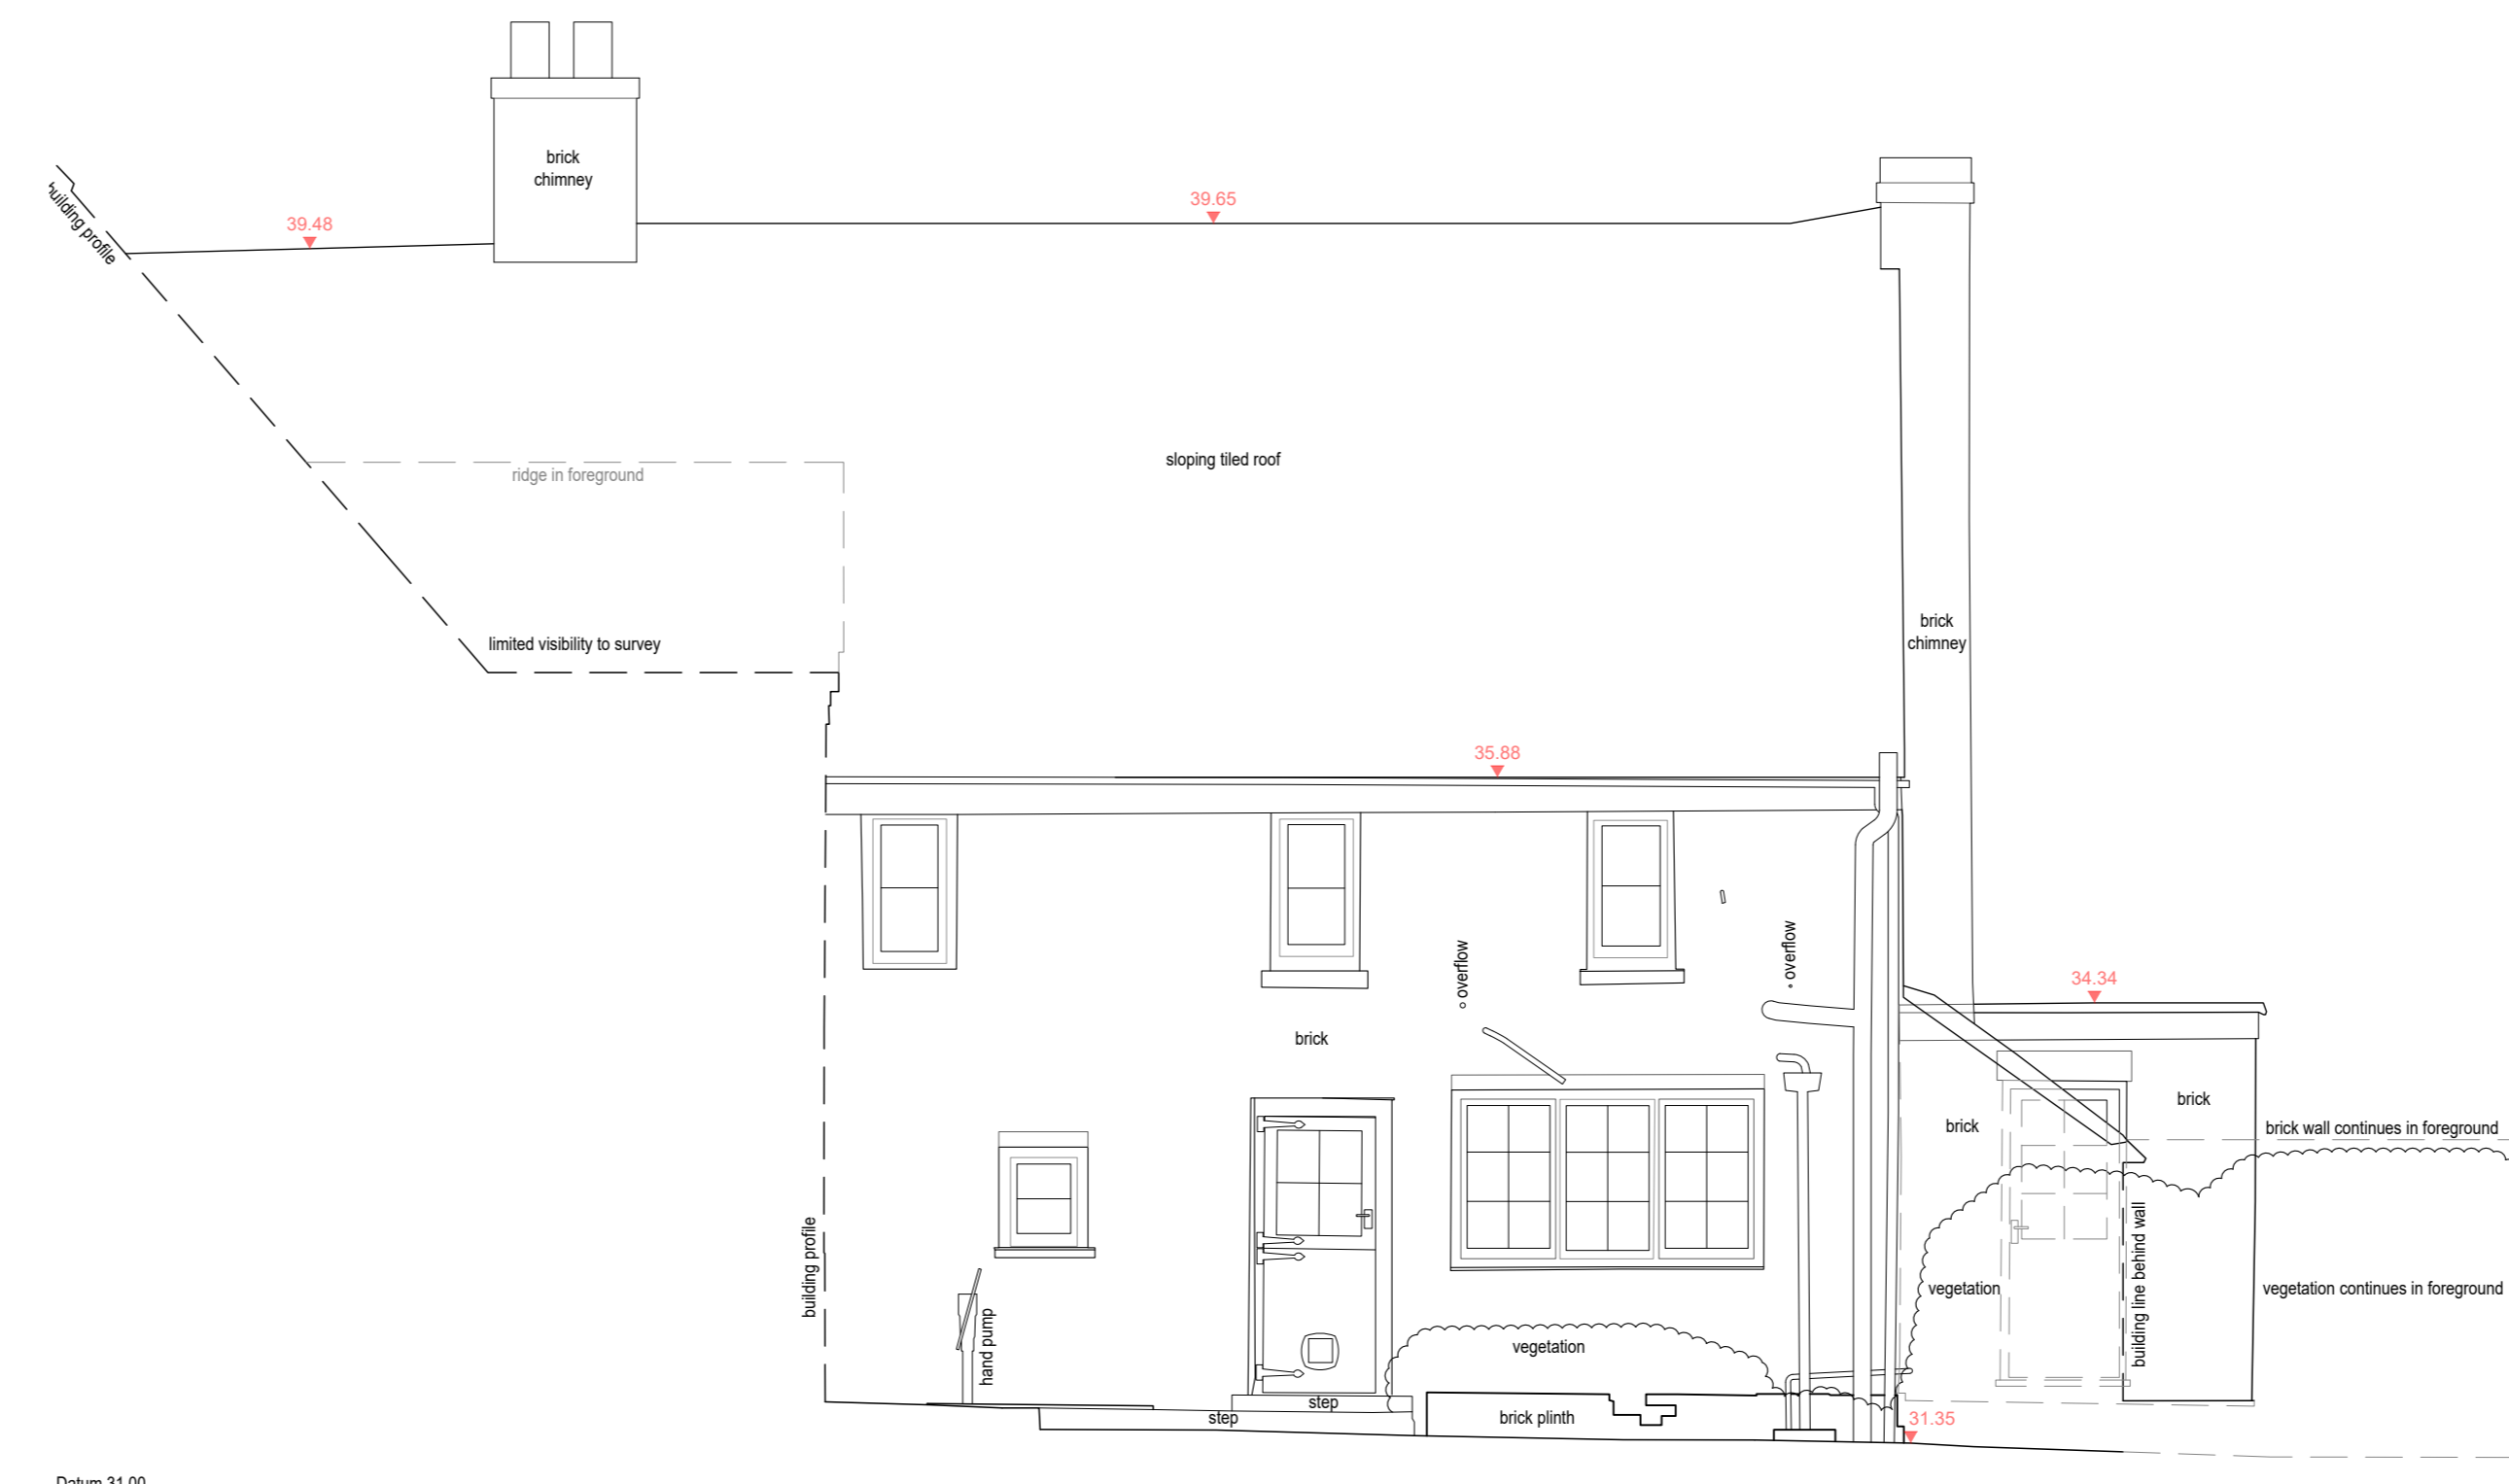 brick
chimney
building profile
39.48
39.65
sloping tiled roof
ridge in foreground
limited visibility to survey
brick
chimney
35.88
overflow
overflow
34.34
brick
brick
brick
brick wall continues in foreground
building profile
hand pump
vegetation
building line behind wall
vegetation continues in foreground
vegetation
step
step
brick plinth
31.35
Datum 31.00